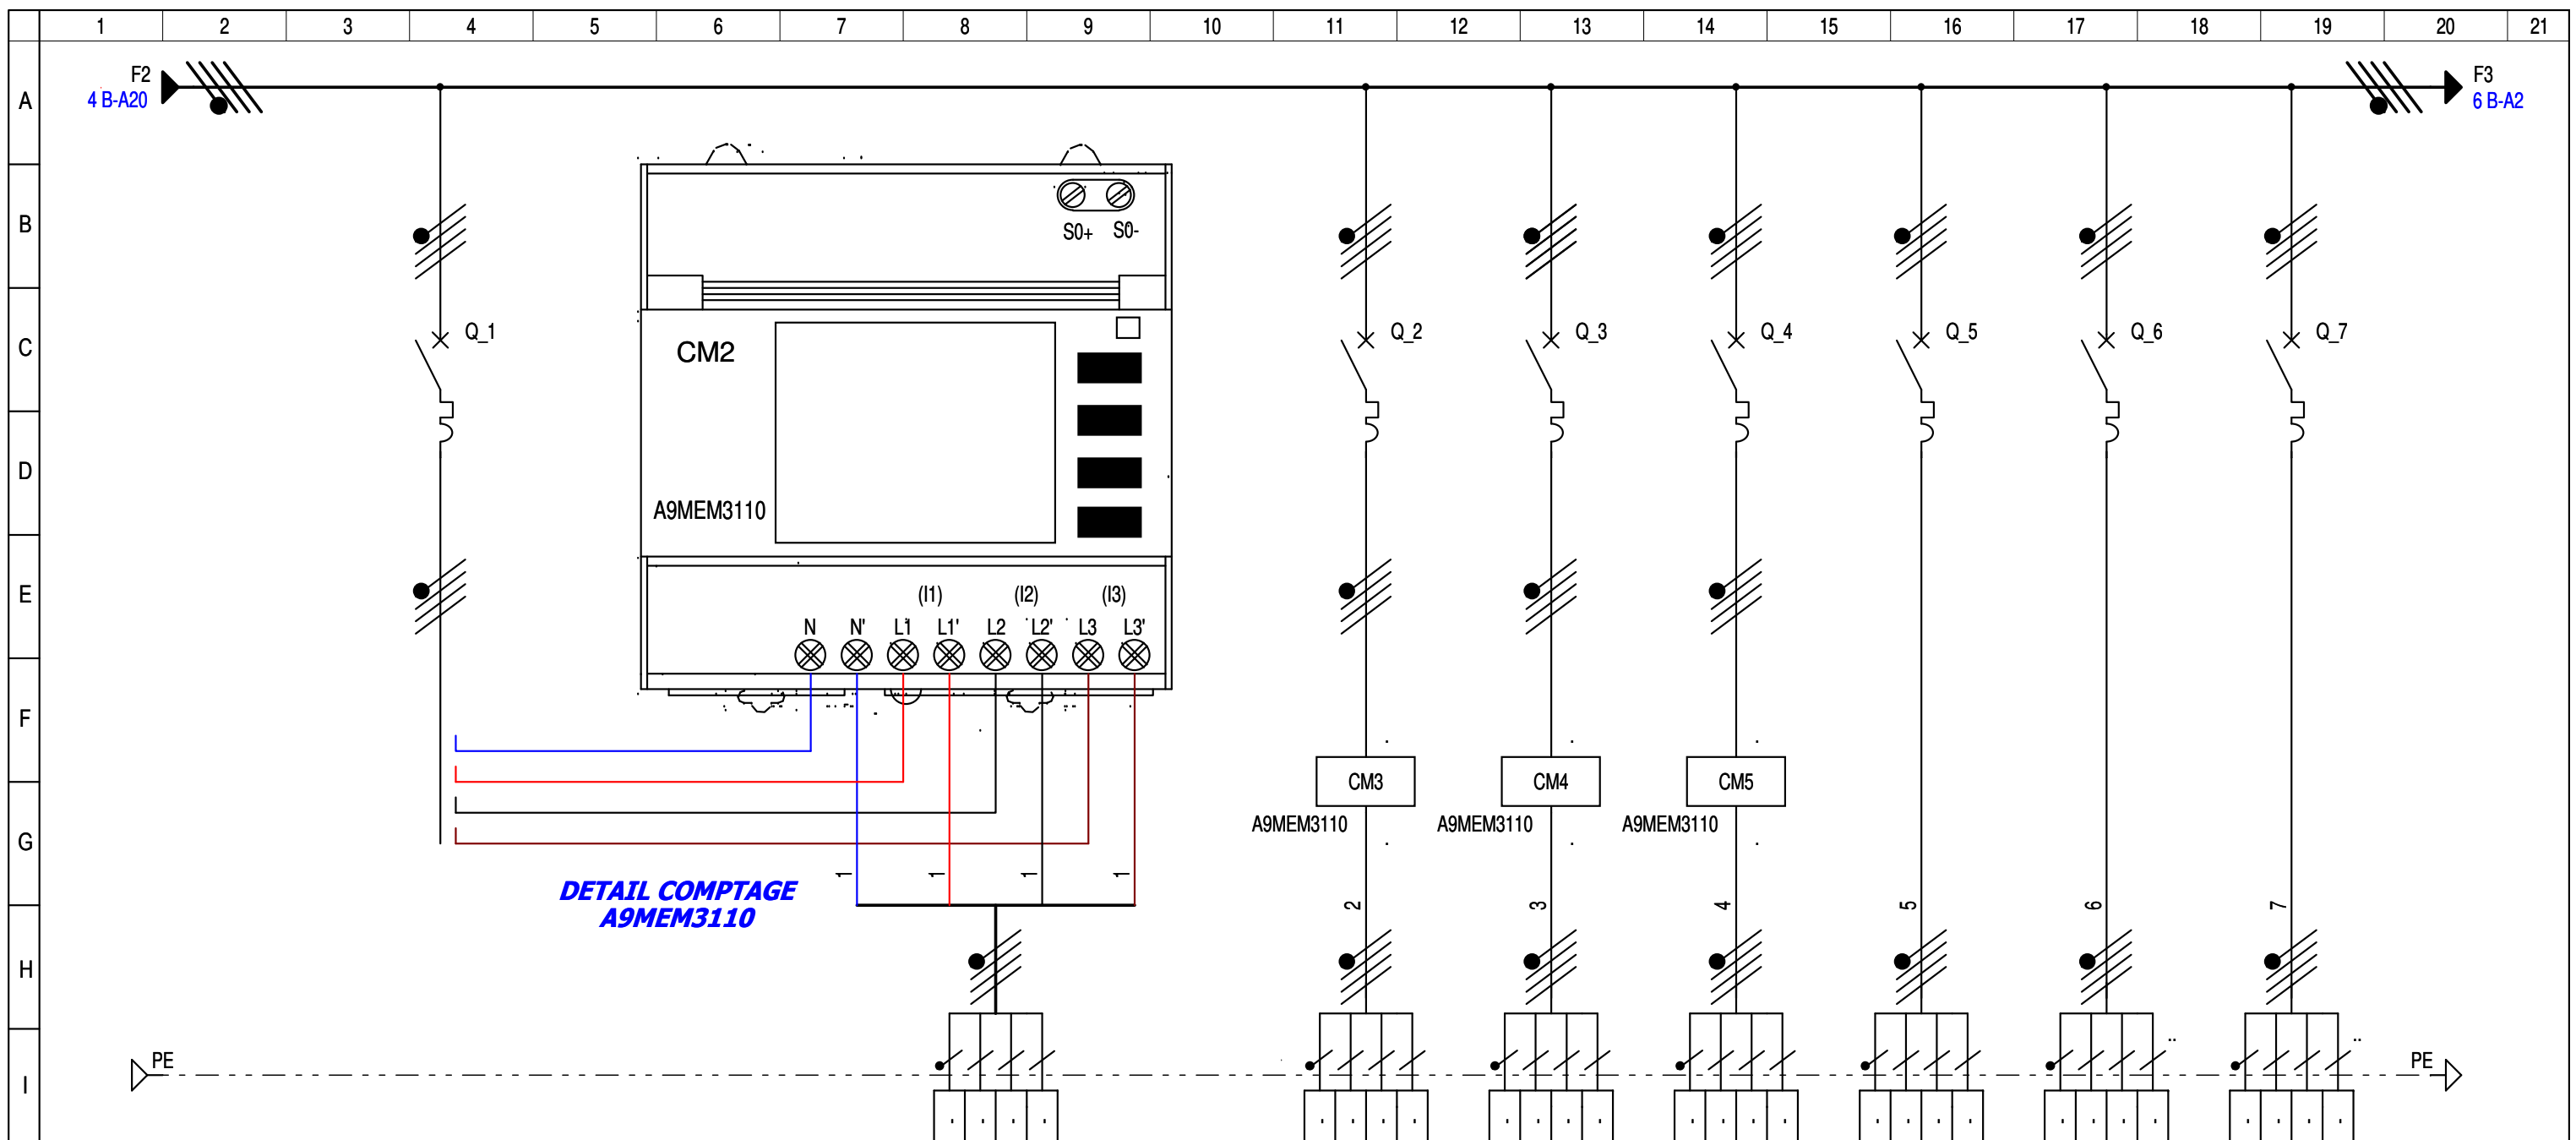 1 2 3 4 5 6 7 8 9 10 11 12 13 14 15 16 17 18 19 20 21
A
F2
4 B-A20
F3
6 B-A2
B
S0+ S0-
C
Q_1
CM2
Q_2
Q_3
Q_4
Q_5
Q_6
Q_7
D
A9MEM3110
E
(I1) (I2) (I3)
N N' L1 L1' L2 L2' L3 L3'
F
CM3
CM4
CM5
G
A9MEM3110
A9MEM3110
A9MEM3110
1 1 1 1
DETAIL COMPTAGE
A9MEM3110
2 3 4 5 6 7
H
PE
PE
I